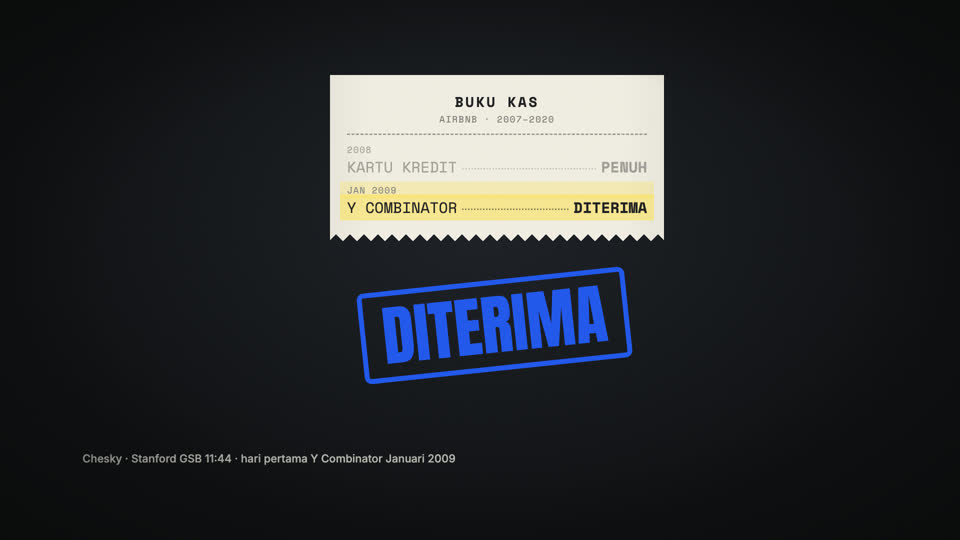 BUKU KAS
AIRBNB · 2007–2020
2008
KARTU KREDIT PENUH
JAN 2009
Y COMBINATOR DITERIMA
DITERIMA
Chesky · Stanford GSB 11:44 · hari pertama Y Combinator Januari 2009